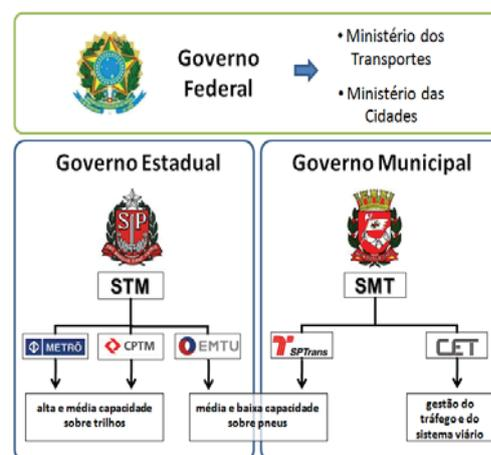 Governo
Federal
• Ministério dos
Transportes
• Ministério das
Cidades
Governo Estadual
Governo Municipal
SP
STM
SMT
METRÔ
CPTM
EMTU
SPTrans
CET
alta e média capacidade
sobre trilhos
média e baixa capacidade
sobre pneus
gestão do
tráfego e do
sistema viário